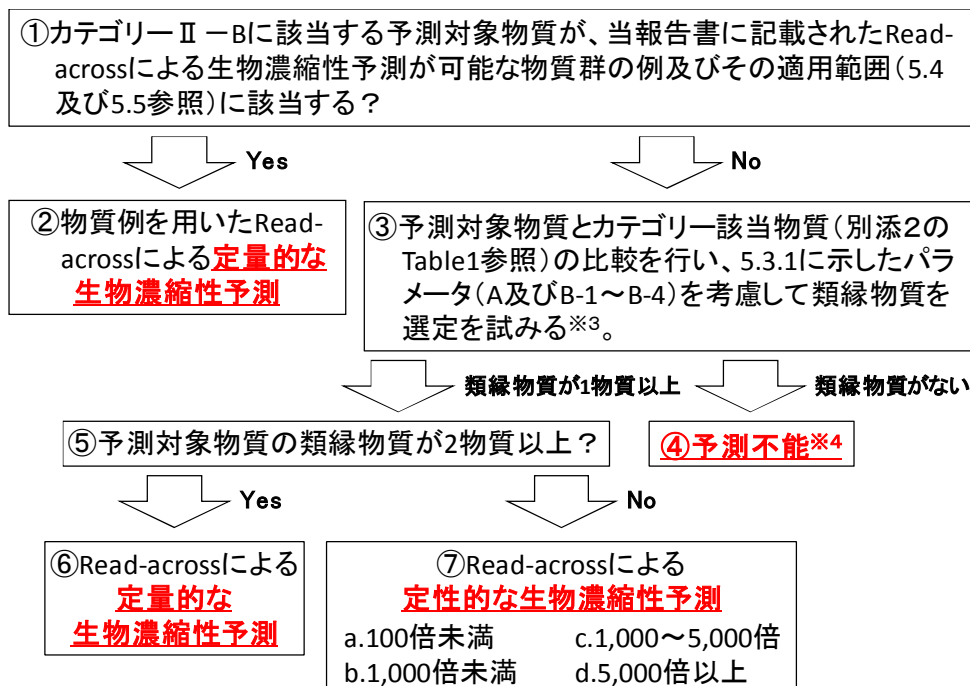 ①カテゴリーⅡ－Bに該当する予測対象物質が、当報告書に記載されたRead-
acrossによる生物濃縮性予測が可能な物質群の例及びその適用範囲(5.4
及び5.5参照)に該当する？
Yes
No
②物質例を用いたRead-
acrossによる定量的な
生物濃縮性予測
③予測対象物質とカテゴリー該当物質(別添2の
Table1参照)の比較を行い、5.3.1に示したパラ
メータ(A及びB-1～B-4)を考慮して類縁物質を
選定を試みる※3。
類縁物質が1物質以上
類縁物質がない
⑤予測対象物質の類縁物質が2物質以上？
④予測不能※4
Yes
No
⑥Read-acrossによる
定量的な
生物濃縮性予測
⑦Read-acrossによる
定性的な生物濃縮性予測
a.100倍未満 c.1,000～5,000倍
b.1,000倍未満 d.5,000倍以上